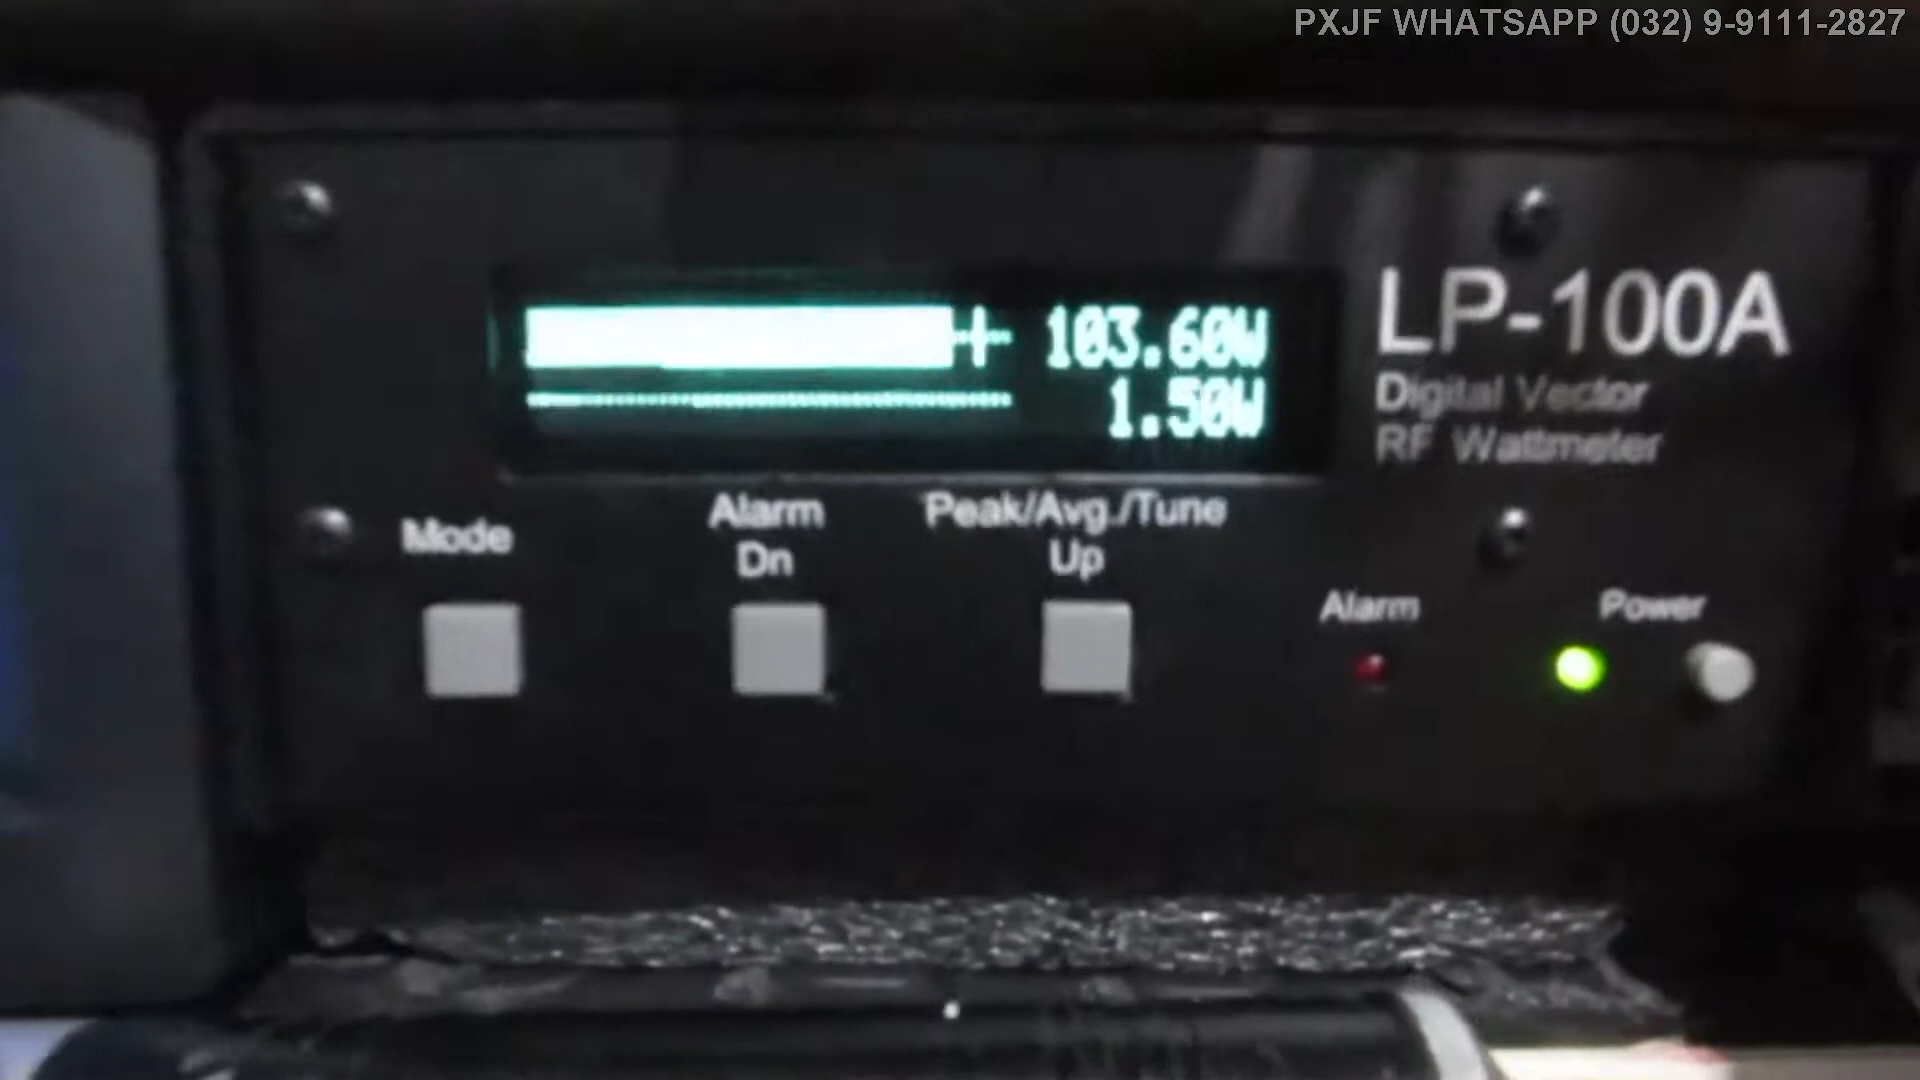 PXJF WHATSAPP (032) 9-9111-2827
103.60W
1.50W
LP-100A
Digital Vector
RF Wattmeter
Mode
Alarm
Dn
Peak/Avg./Tune
Up
Alarm
Power